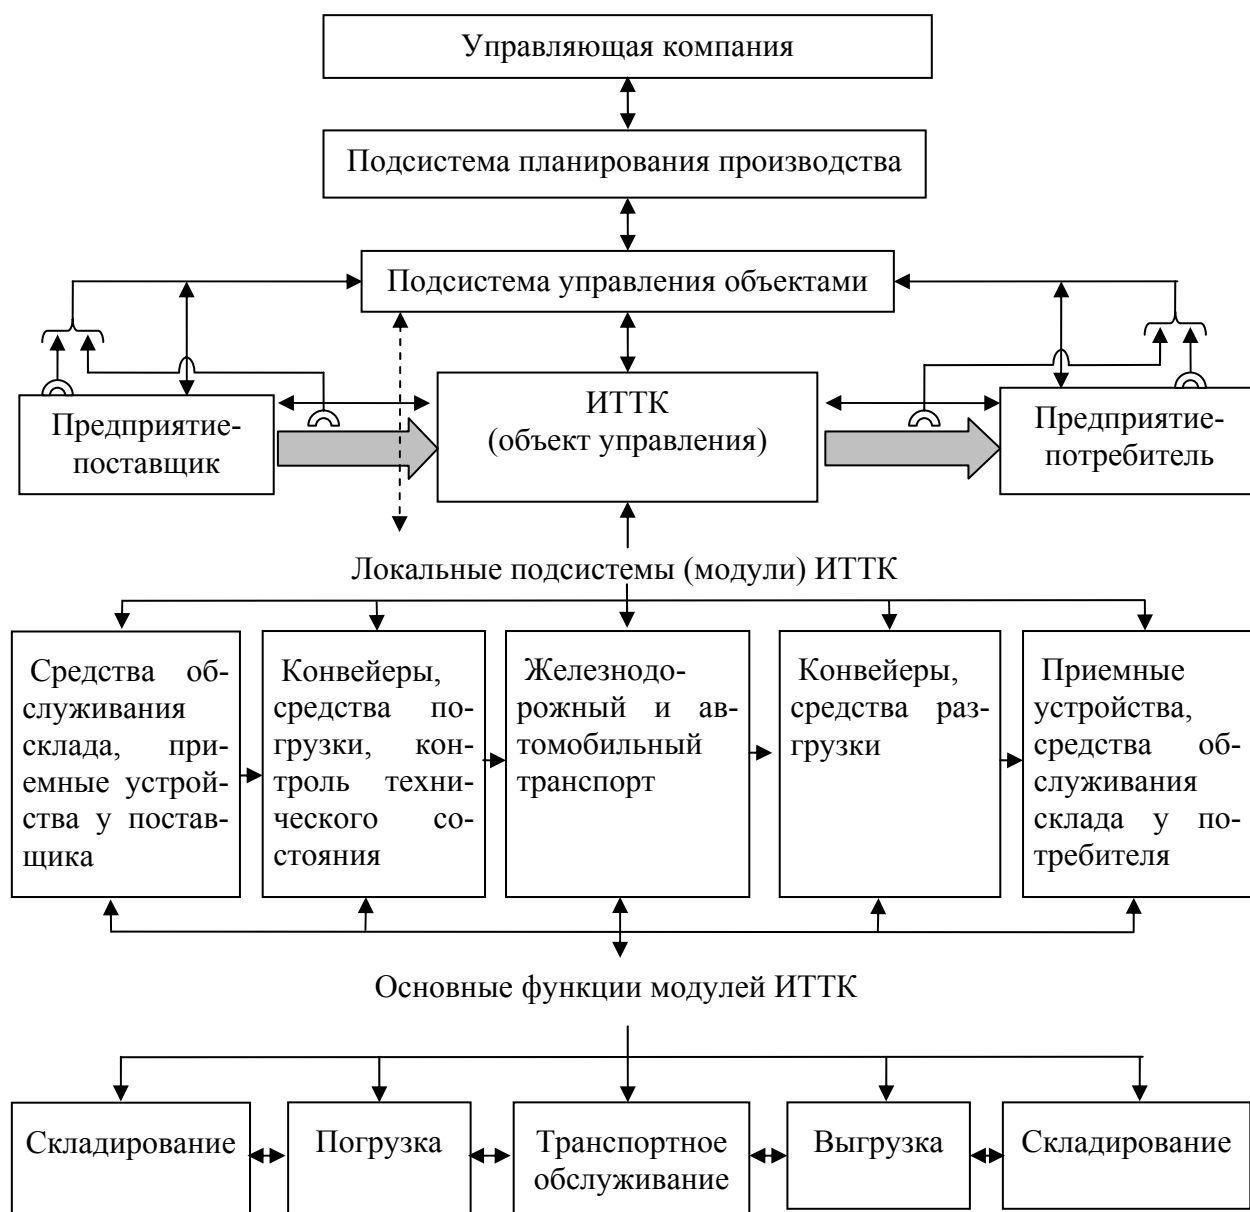 Управляющая компания
Подсистема планирования производства
Подсистема управления объектами
Предприятие-
поставщик
ИТТК
(объект управления)
Предприятие-
потребитель
Локальные подсистемы (модули) ИТТК
Средства об-
служивания
склада, при-
емные устрой-
ства у постав-
щика
Конвейеры,
средства по-
грузки, кон-
троль техни-
ческого со-
стояния
Железнодо-
рожный и ав-
томобильный
транспорт
Конвейеры,
средства раз-
грузки
Приемные
устройства,
средства об-
служивания
склада у по-
требителя
Основные функции модулей ИТТК
Складирование
Погрузка
Транспортное
обслуживание
Выгрузка
Складирование